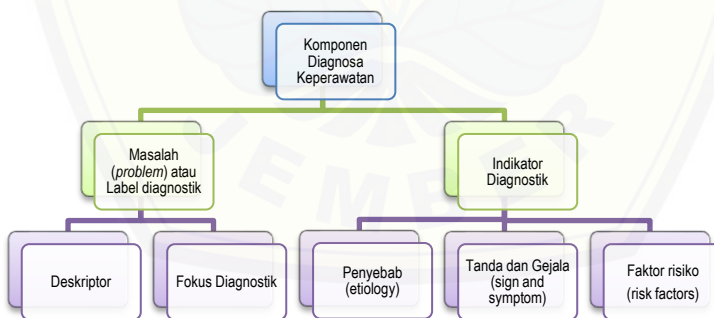 Komponen
Diagnosa
Keperawatan
Masalah
(problem) atau
Label diagnostik
Indikator
Diagnostik
Deskriptor
Fokus Diagnostik
Penyebab
(etiology)
Tanda dan Gejala
(sign and
symptom)
Faktor risiko
(risk factors)
JEMBER